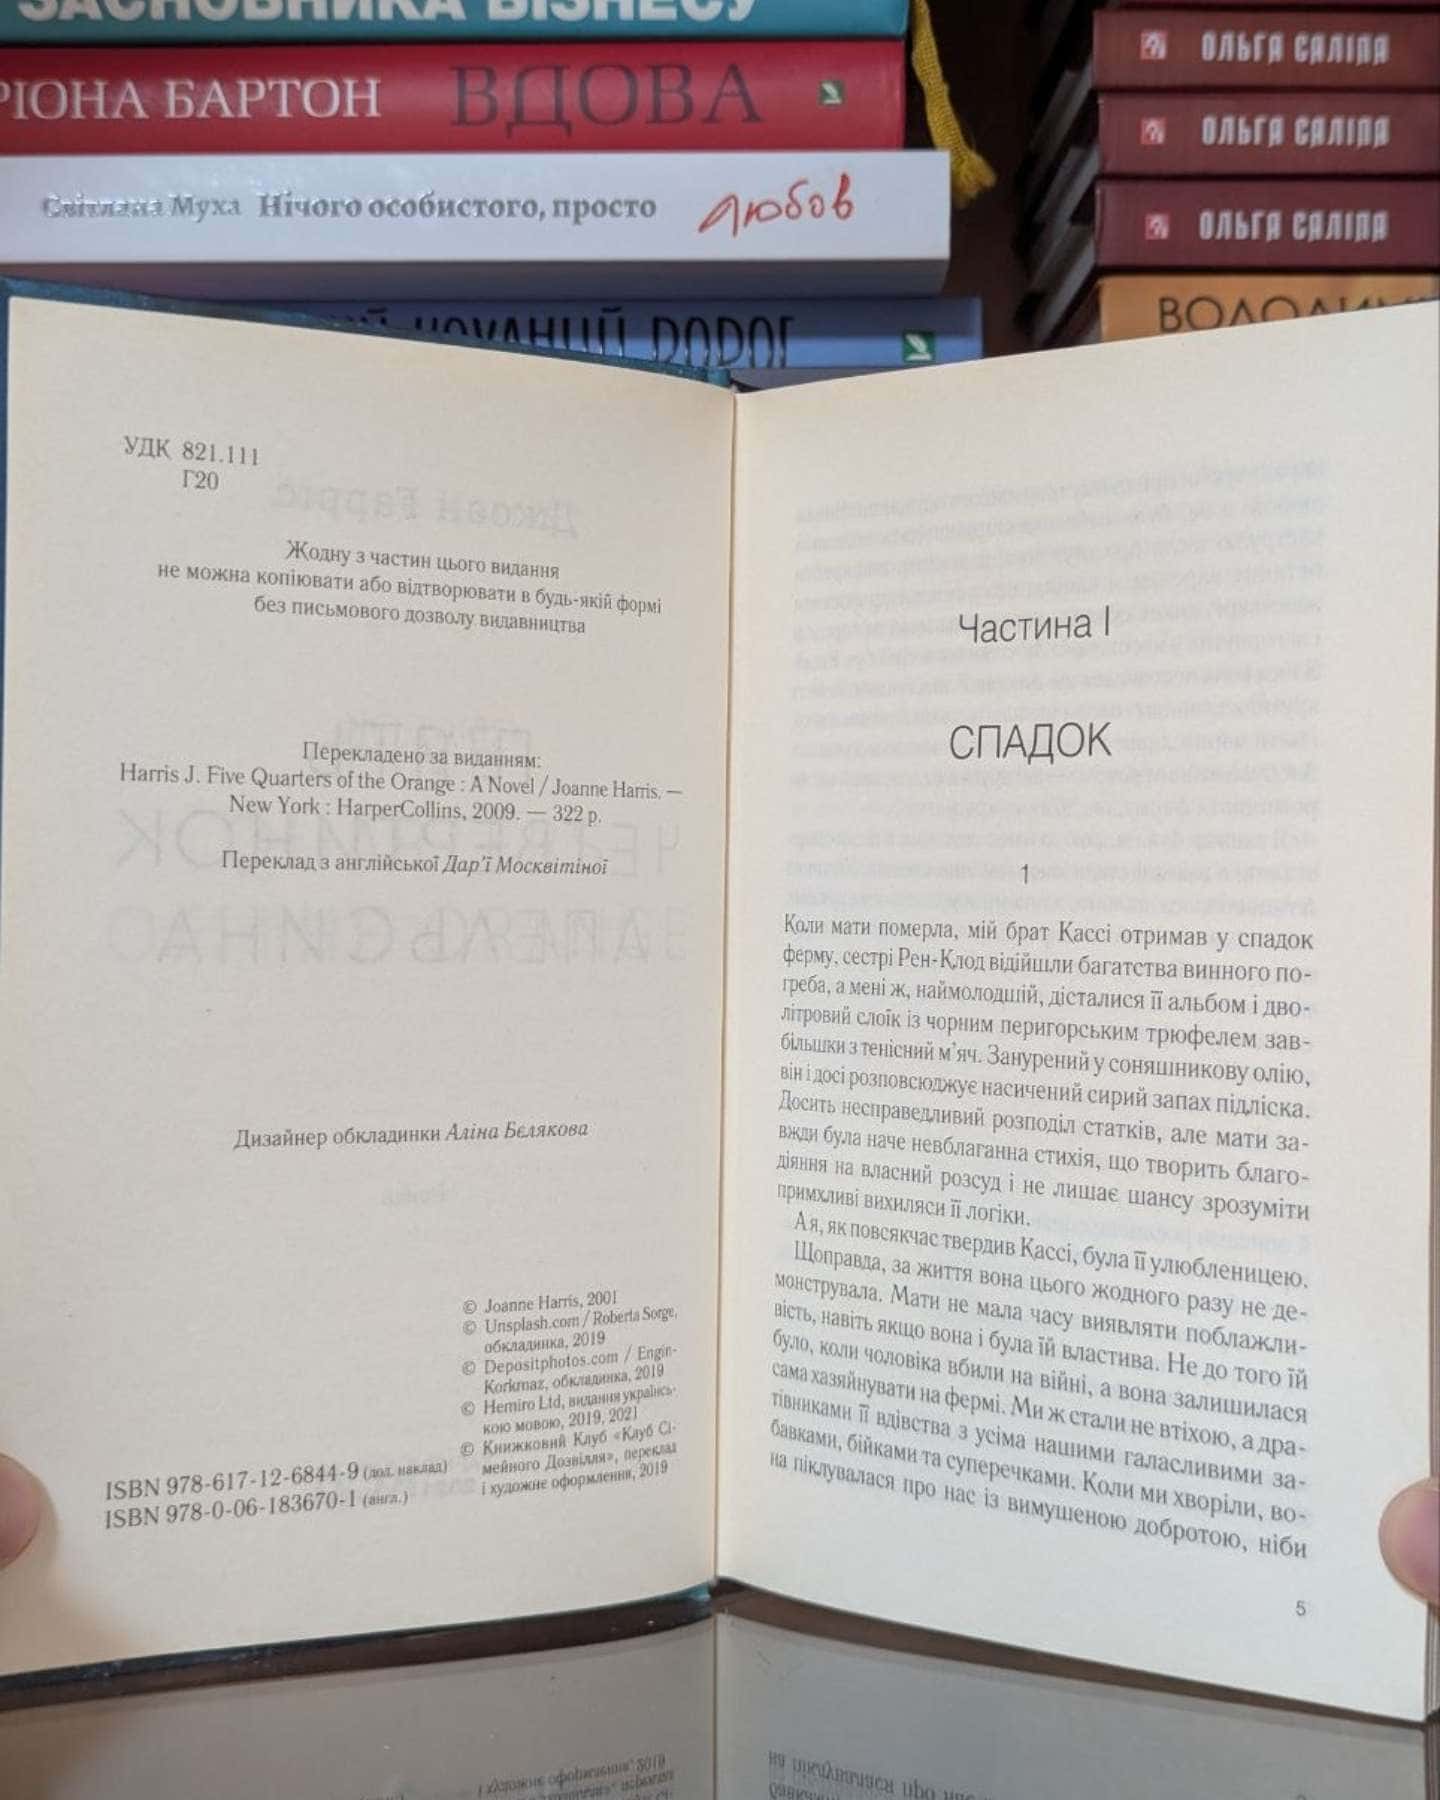 ЗАСНОВНИКА БІЗНЕСУ
РІОНА БАРТОН ВДОВА
Світлана Муха Нічого особистого, просто любов
ОЛЬГА САЛІПА
ОЛЬГА САЛІПА
ОЛЬГА САЛІПА
УДК 821.111
Г20
Жодну з частин цього видання
не можна копіювати або відтворювати в будь-якій формі
без письмового дозволу видавництва
Перекладено за виданням:
Harris J. Five Quarters of the Orange : A Novel / Joanne Harris. —
New York : HarperCollins, 2009. — 322 p.
Переклад з англійської Дар’ї Москвітіної
Дизайнер обкладинки Аліна Бєлякова
© Joanne Harris, 2001
© Unsplash.com / Roberta Sorge,
обкладинка, 2019
© Depositphotos.com / Engin-
Korkmaz, обкладинка, 2019
© Hemiro Ltd, видання українсь-
кою мовою, 2019, 2021
© Книжковий Клуб «Клуб Сі-
мейного Дозвілля», переклад
і художнє оформлення, 2019
ISBN 978-617-12-6844-9 (дод. наклад)
ISBN 978-0-06-183670-1 (англ.)
Частина I
СПАДОК
1
Коли мати померла, мій брат Кассі отримав у спадок
ферму, сестрі Рен-Клод відійшли багатства винного по-
греба, а мені ж, наймолодшій, дісталися її альбом і дво-
літровий слоїк із чорним перигорським трюфелем зав-
більшки з тенісний м’яч. Занурений у соняшникову олію,
він і досі розповсюджує насичений сирий запах підліска.
Досить несправедливий розподіл статків, але мати за-
вжди була наче невблаганна стихія, що творить благо-
діяння на власний розсуд і не лишає шансу зрозуміти
примхливі вихиляси її логіки.
А я, як повсякчас твердив Кассі, була її улюбленицею.
Щоправда, за життя вона цього жодного разу не де-
монструвала. Мати не мала часу виявляти поблажли-
вість, навіть якщо вона і була їй властива. Не до того їй
було, коли чоловіка вбили на війні, а вона залишилася
сама хазяйнувати на фермі. Ми ж стали не втіхою, а дра-
тівниками її вдівства з усіма нашими галасливими за-
бавками, бійками та суперечками. Коли ми хворіли, во-
на піклувалася про нас із вимушеною добротою, ніби
5